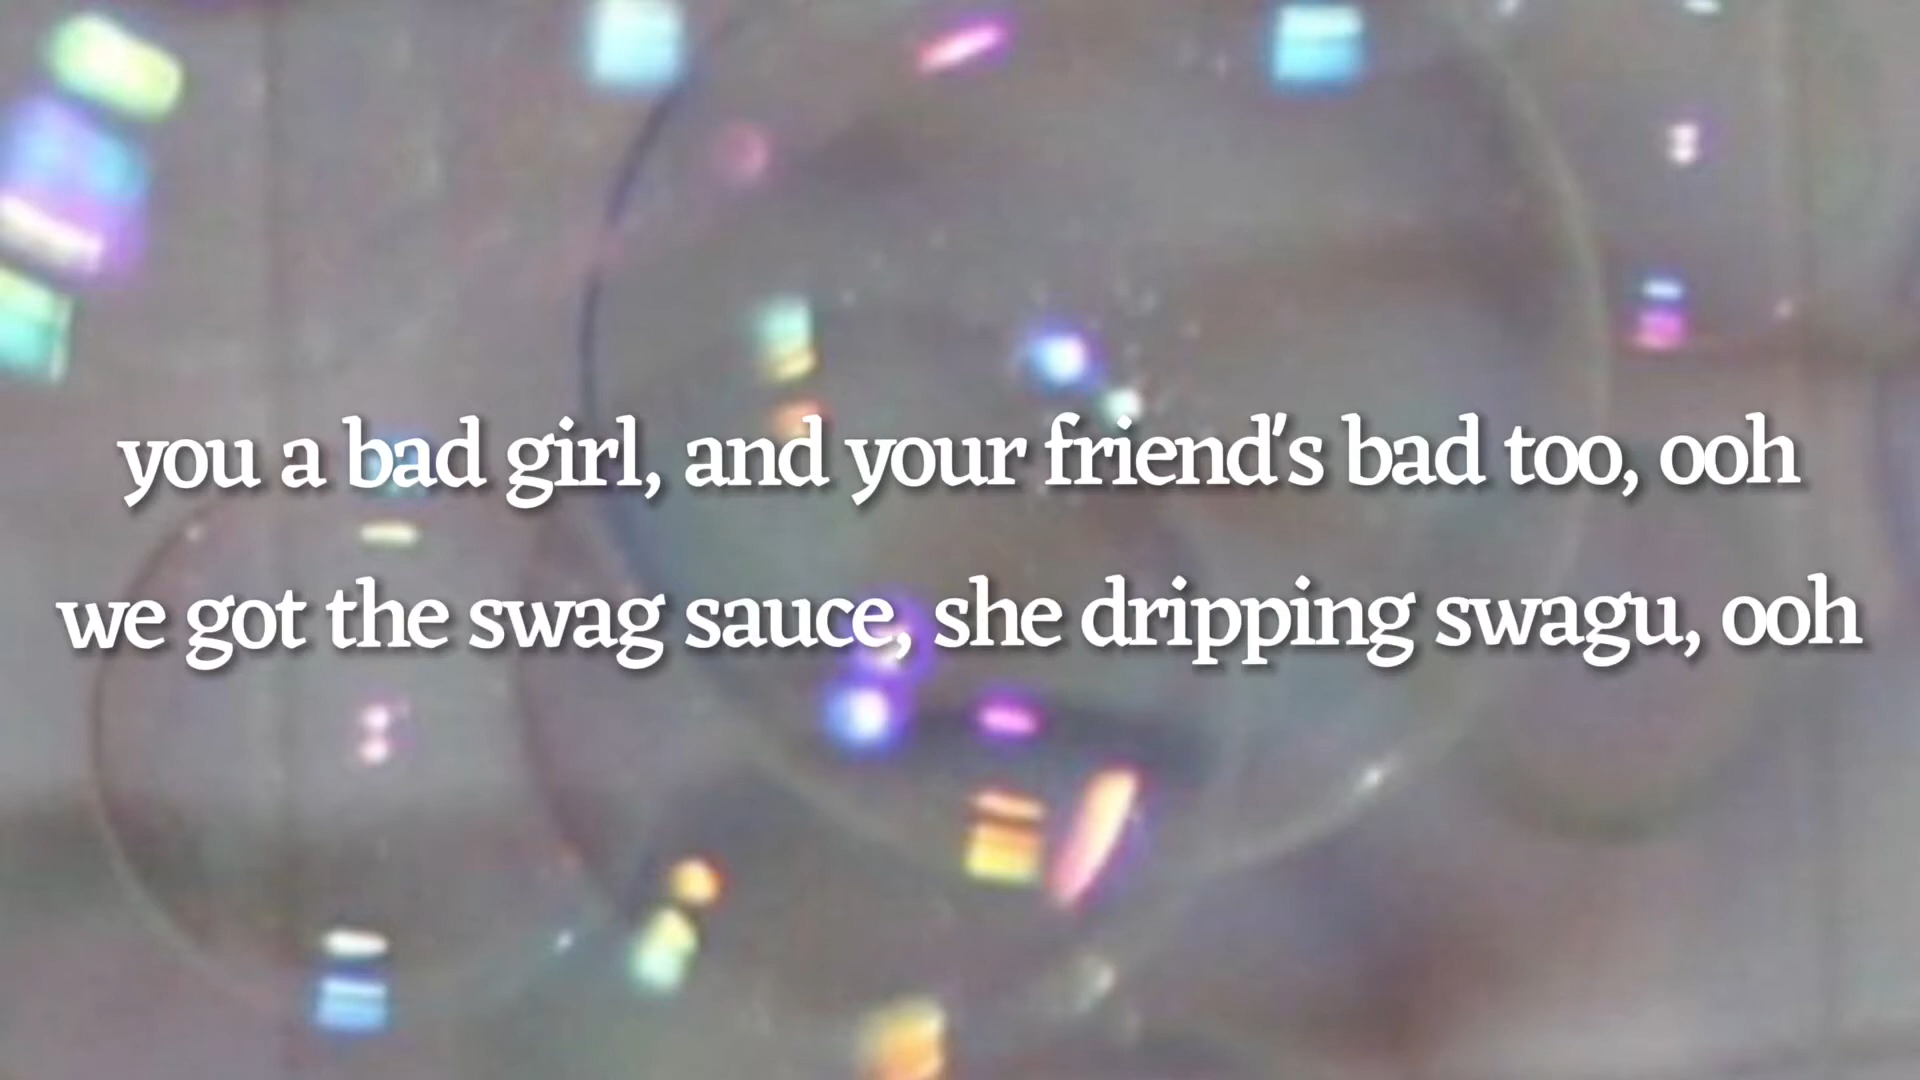 you a bad girl, and your friend's bad too, ooh
we got the swag sauce, she dripping swagu, ooh